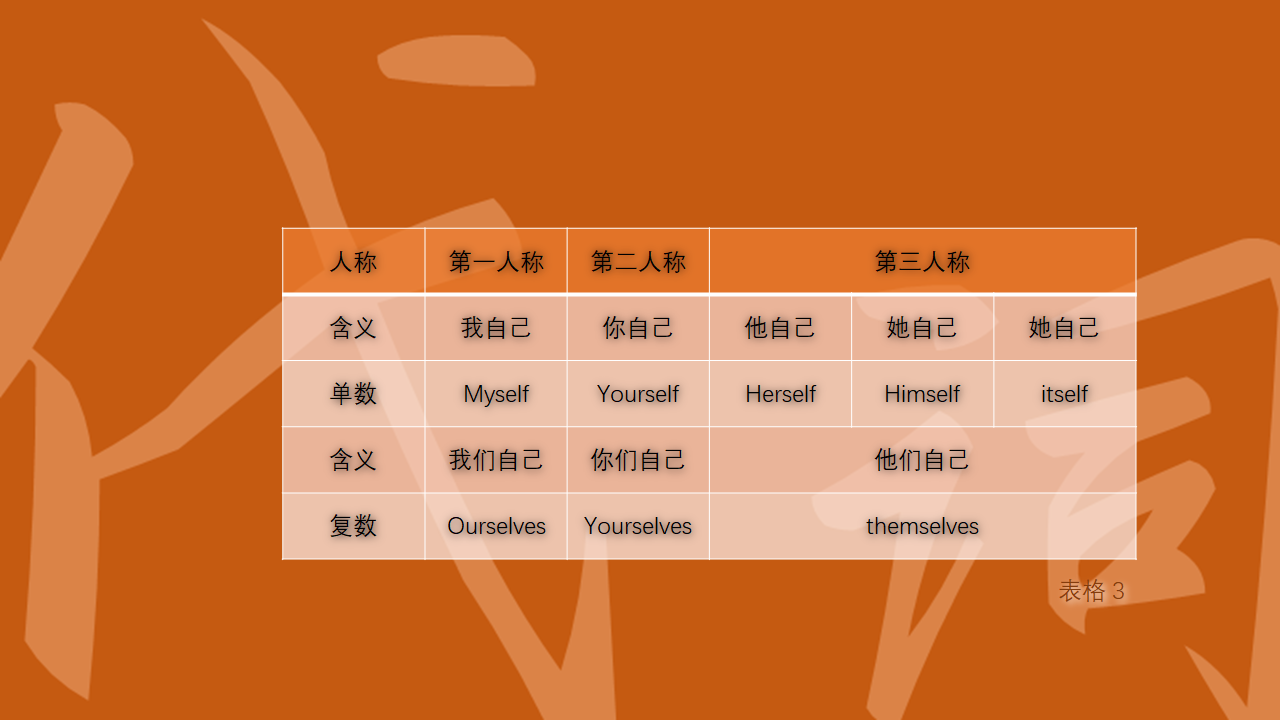 人称 第一人称 第二人称 第三人称
含义 我自己 你自己 他自己 她自己 她自己
单数 Myself Yourself Herself Himself itself
含义 我们自己 你们自己 他们自己
复数 Ourselves Yourselves themselves
表格 3
代词